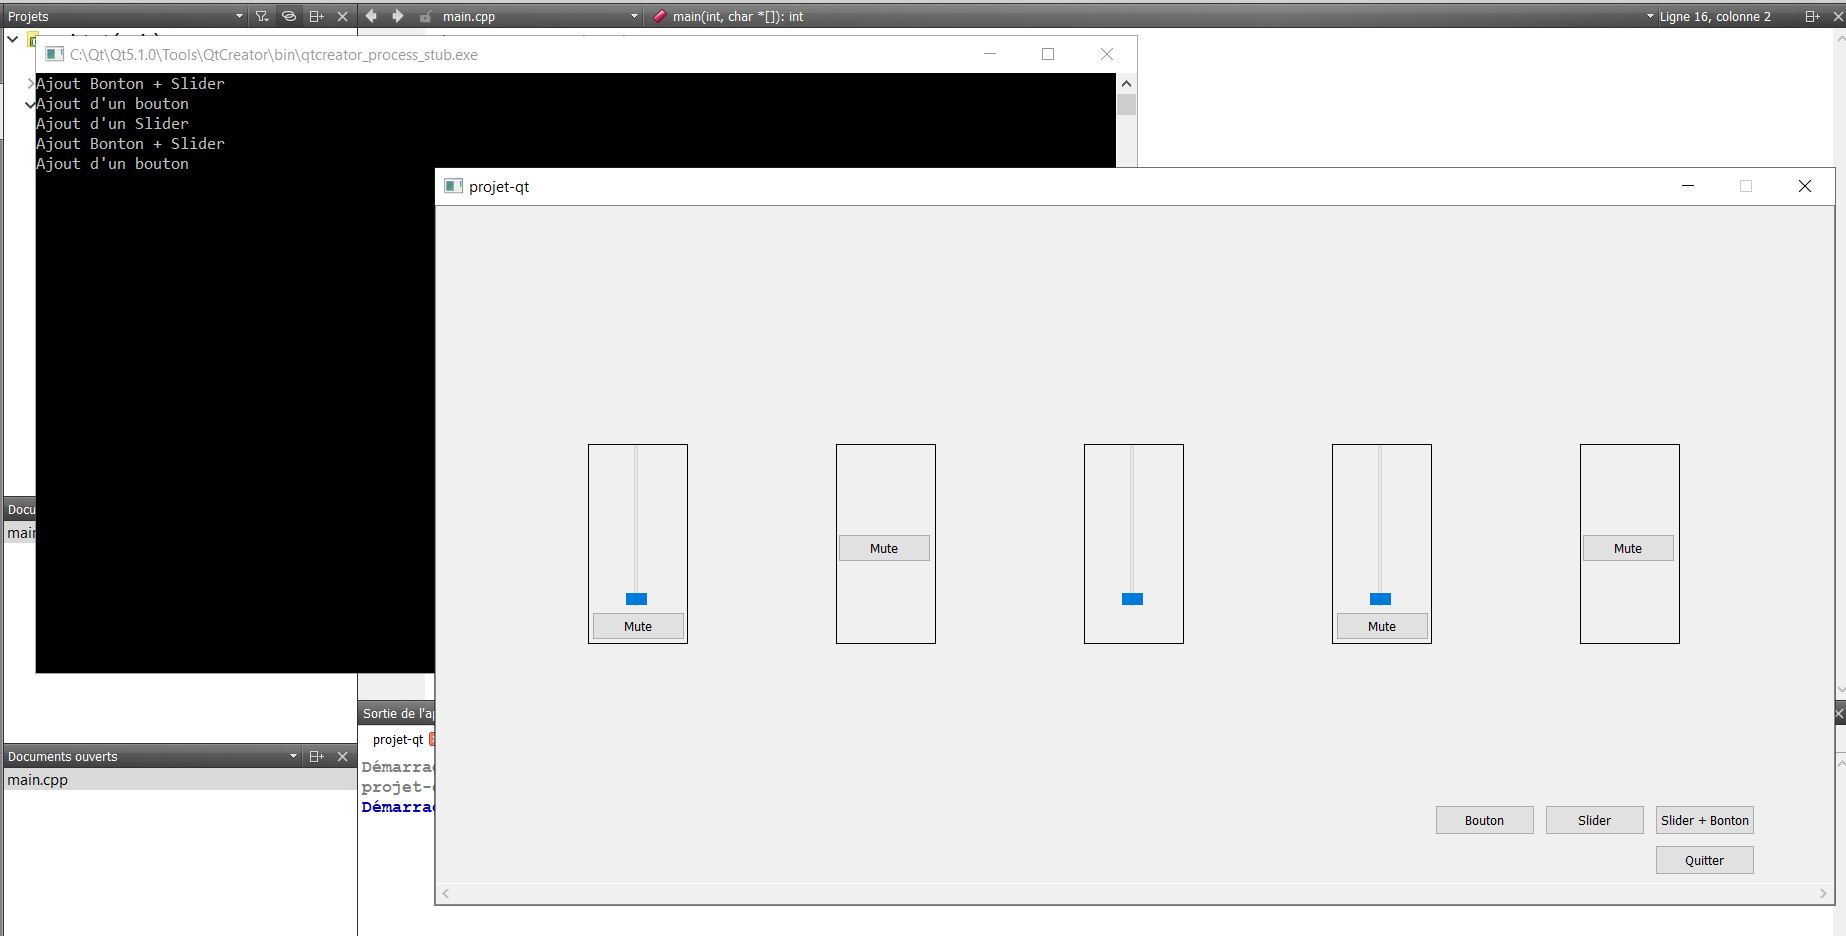 Projets
main.cpp
main(int, char *[]): int
Ligne 16, colonne 2
C:\Qt\Qt5.1.0\Tools\QtCreator\bin\qtcreator_process_stub.exe
Ajout Bonton + Slider
Ajout d'un bouton
Ajout d'un Slider
Ajout Bonton + Slider
Ajout d'un bouton
projet-qt
Mute
Mute
Mute
Mute
Bouton
Slider
Slider + Bonton
Quitter
Docu
main
Documents ouverts
main.cpp
Sortie de l'ap
projet-qt
Démarrag
projet-q
Démarrag